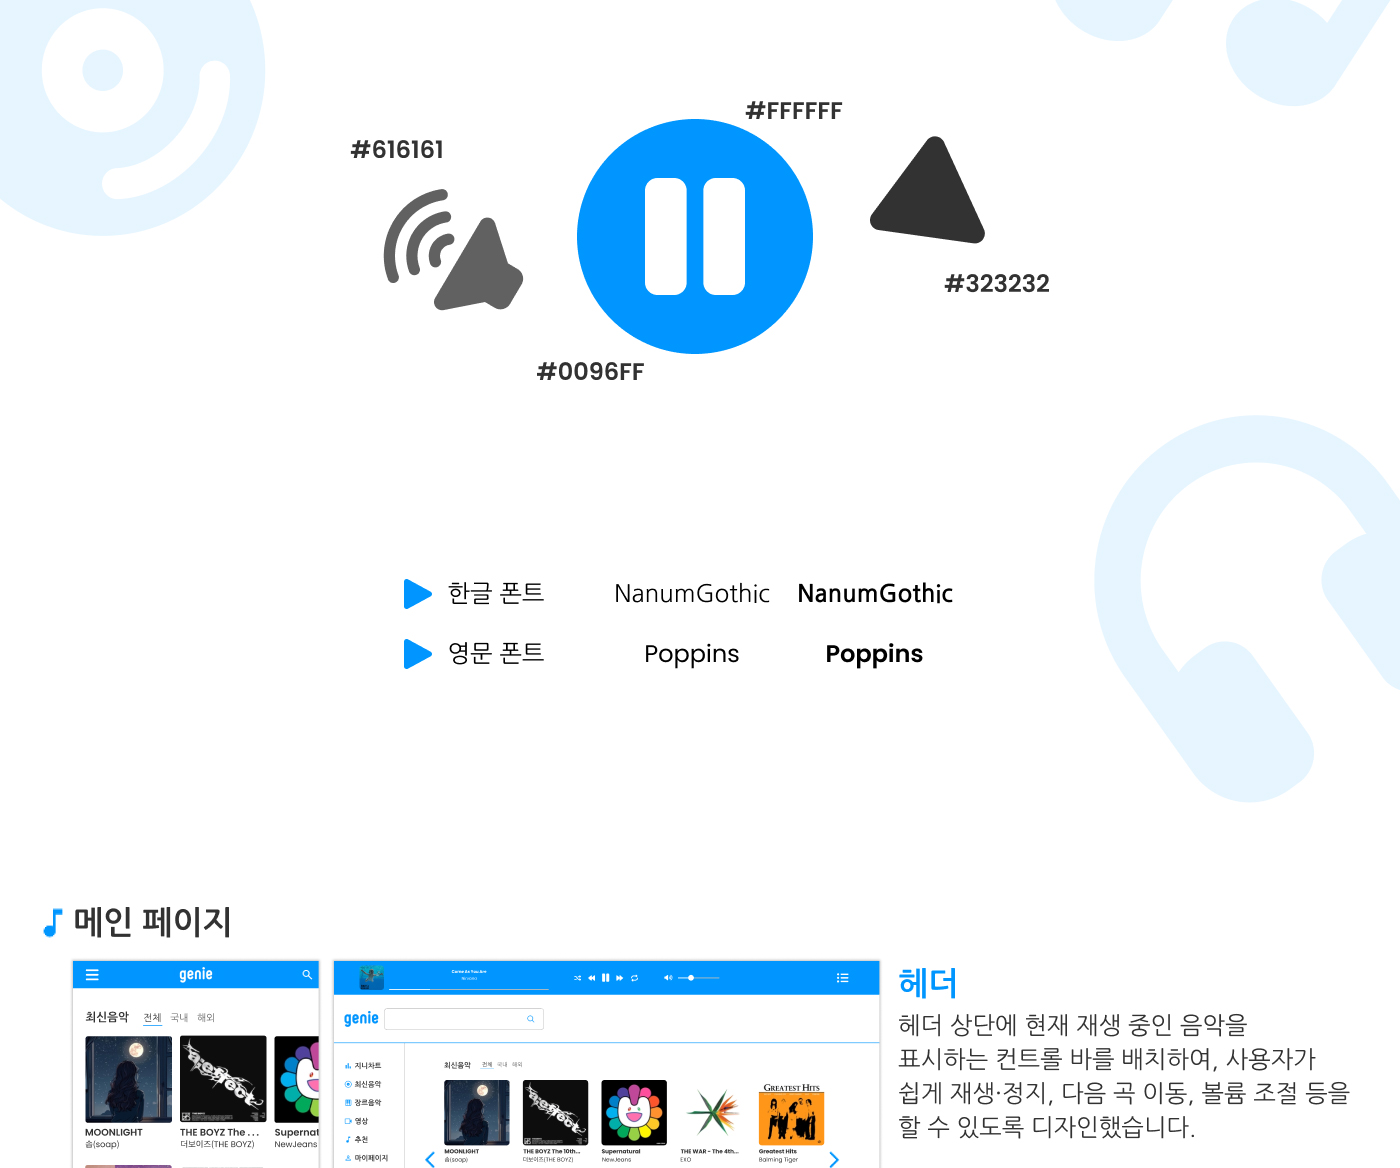 #FFFFFF
#616161
#323232
#0096FF
한글 폰트 NanumGothic NanumGothic
영문 폰트 Poppins Poppins
메인 페이지
genie
최신음악 전체 국내 해외
MOONLIGHT
솝(soap)
THE BOYZ The ...
더보이즈(THE BOYZ)
Supernat
NewJeans
Come As You Are
genie
지니차트
최신음악
장르음악
영상
추천
마이페이지
최신음악 전체 국내 해외
GREATEST HITS
MOONLIGHT
솝(soap)
THE BOYZ The 10th...
더보이즈(THE BOYZ)
Supernatural
NewJeans
THE WAR - The 4th...
EXO
Greatest Hits
Balming Tiger
헤더
헤더 상단에 현재 재생 중인 음악을
표시하는 컨트롤 바를 배치하여, 사용자가
쉽게 재생·정지, 다음 곡 이동, 볼륨 조절 등을
할 수 있도록 디자인했습니다.